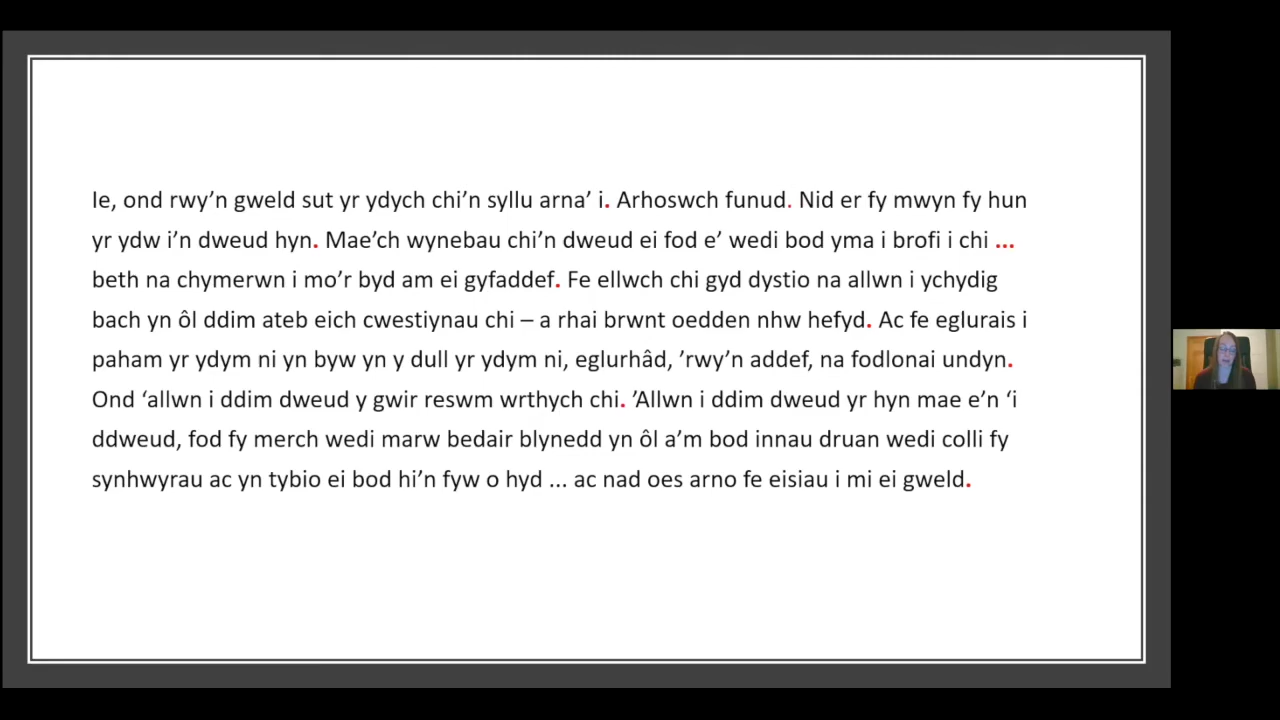 Ie, ond rwy’n gweld sut yr ydych chi’n syllu arna’ i. Arhoswch funud. Nid er fy mwyn fy hun
yr ydw i’n dweud hyn. Mae’ch wynebau chi’n dweud ei fod e’ wedi bod yma i brofi i chi ...
beth na chymerwn i mo’r byd am ei gyfaddef. Fe ellwch chi gyd dystio na allwn i ychydig
bach yn ôl ddim ateb eich cwestiynau chi – a rhai brwnt oedden nhw hefyd. Ac fe eglurais i
paham yr ydym ni yn byw yn y dull yr ydym ni, eglurhâd, ’rwy’n addef, na fodlonai undyn.
Ond ‘allwn i ddim dweud y gwir reswm wrthych chi. ’Allwn i ddim dweud yr hyn mae e’n ‘i
ddweud, fod fy merch wedi marw bedair blynedd yn ôl a’m bod innau druan wedi colli fy
synhwyrau ac yn tybio ei bod hi’n fyw o hyd ... ac nad oes arno fe eisiau i mi ei gweld.